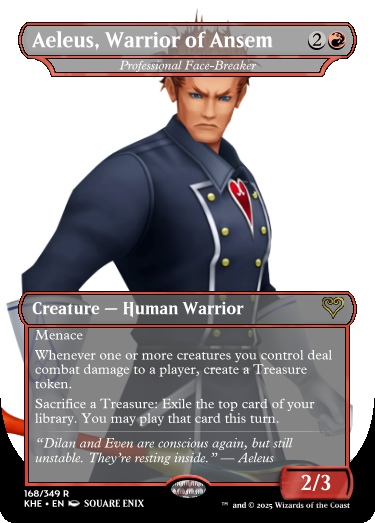 Aeleus, Warrior of Ansem 2
Professional Face-Breaker
Creature — Human Warrior
Menace
Whenever one or more creatures you control deal
combat damage to a player, create a Treasure
token.
Sacrifice a Treasure: Exile the top card of your
library. You may play that card this turn.
“Dilan and Even are conscious again, but still
unstable. They're resting inside.” — Aeleus
2/3
168/349 R
KHE • EN SQUARE ENIX
™ and © 2025 Wizards of the Coast